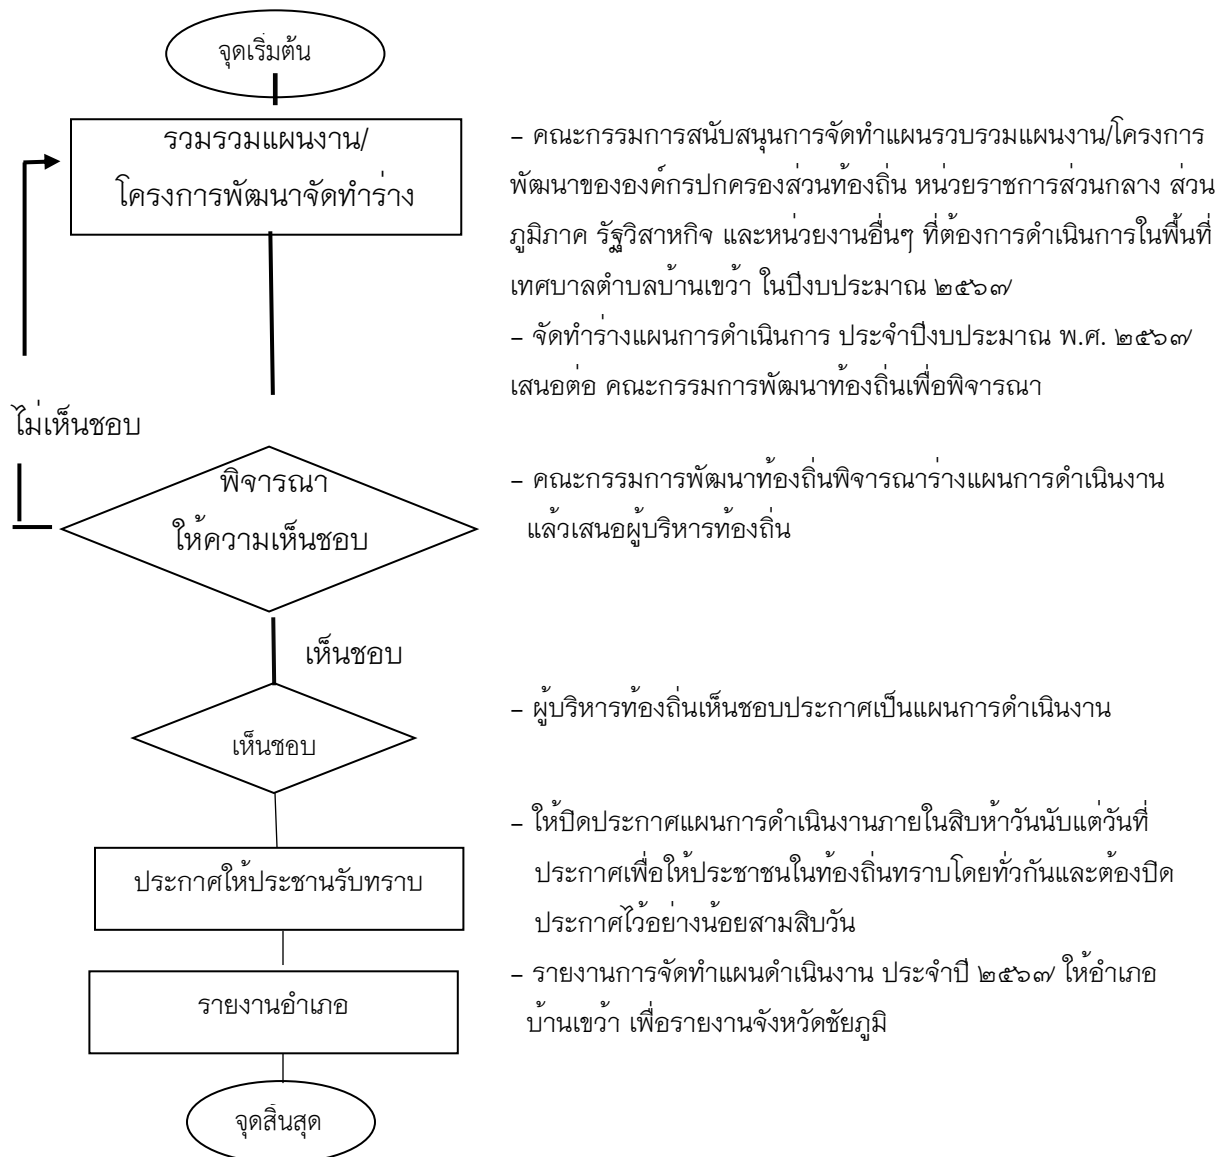 จุดเริ่มต้น
รวมรวมแผนงาน/
โครงการพัฒนาจัดทำร่าง
– คณะกรรมการสนับสนุนการจัดทำแผนรวบรวมแผนงาน/โครงการ
พัฒนาขององค์กรปกครองส่วนท้องถิ่น หน่วยราชการส่วนกลาง ส่วน
ภูมิภาค รัฐวิสาหกิจ และหน่วยงานอื่นๆ ที่ต้องการดำเนินการในพื้นที่
เทศบาลตำบลบ้านเขว้า ในปีงบประมาณ ๒๕๖๗
– จัดทำร่างแผนการดำเนินการ ประจำปีงบประมาณ พ.ศ. ๒๕๖๗
เสนอต่อ คณะกรรมการพัฒนาท้องถิ่นเพื่อพิจารณา
ไม่เห็นชอบ
พิจารณา
ให้ความเห็นชอบ
– คณะกรรมการพัฒนาท้องถิ่นพิจารณาร่างแผนการดำเนินงาน
แล้วเสนอผู้บริหารท้องถิ่น
เห็นชอบ
เห็นชอบ
– ผู้บริหารท้องถิ่นเห็นชอบประกาศเป็นแผนการดำเนินงาน
ประกาศให้ประชานรับทราบ
– ให้ปิดประกาศแผนการดำเนินงานภายในสิบห้าวันนับแต่วันที่
ประกาศเพื่อให้ประชาชนในท้องถิ่นทราบโดยทั่วกันและต้องปิด
ประกาศไว้อย่างน้อยสามสิบวัน
รายงานอำเภอ
– รายงานการจัดทำแผนดำเนินงาน ประจำปี ๒๕๖๗ ให้อำเภอ
บ้านเขว้า เพื่อรายงานจังหวัดชัยภูมิ
จุดสิ้นสุด